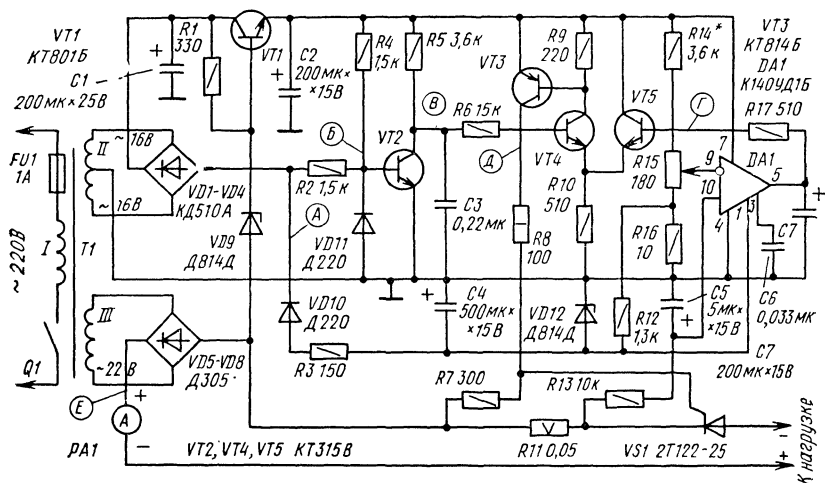 VT1
КТ801Б
C1
200мк×25В
R1
330
VT1
C2
200мк×
×15В
R4
1,5к
R5 3,6к
R9
220
R14*
3,6к
VT3
КТ814Б
DA1
К140УД1Б
R17 510
VT3
VT5
Г
Б
В
R6 15к
VT2
Д
VT4
FU1
1А
II
~16В
~16В
VD1-VD4
КД510А
R2 1,5к
А
C3
0,22мк
R10
510
R15
180
7
9
10
DA1
5
4
1
3
I
T1
~220В
VD9
Д814Д
VD11
Д220
R8
100
R16
10
C7
C6
0,033мк
VD10
Д220
C4
500мк×
×15В
VD12
Д814Д
R12
1,3к
C5
5мк×
×15В
III
~22В
VD5-VD8
Д305
R3 150
C7
200мк×15В
Q1
Е
А
R7 300
R13 10к
PA1
VT2, VT4, VT5 КТ315В
R11 0,05
VS1 2Т122-25
К нагрузке